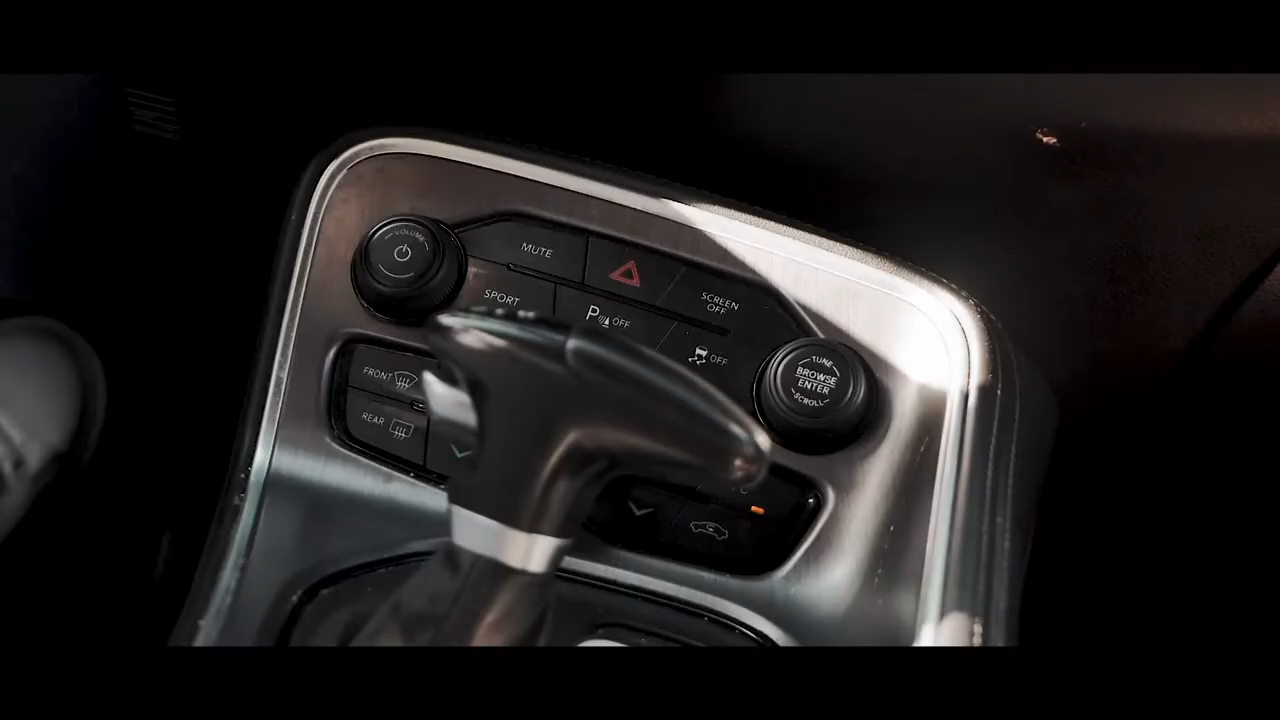 VOLUME
MUTE
SCREEN
OFF
SPORT
P OFF
OFF
TUNE
BROWSE
ENTER
SCROLL
FRONT
REAR